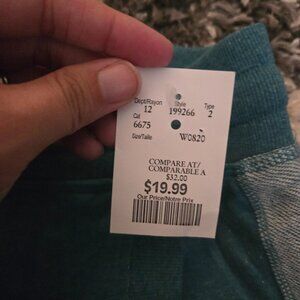 Dept/Rayon Style Type
12 199266 2
Cat
6675
Size/Taille W0820
COMPARE AT/
COMPARABLE A
$32.00
$19.99
Our Price/Notre Prix